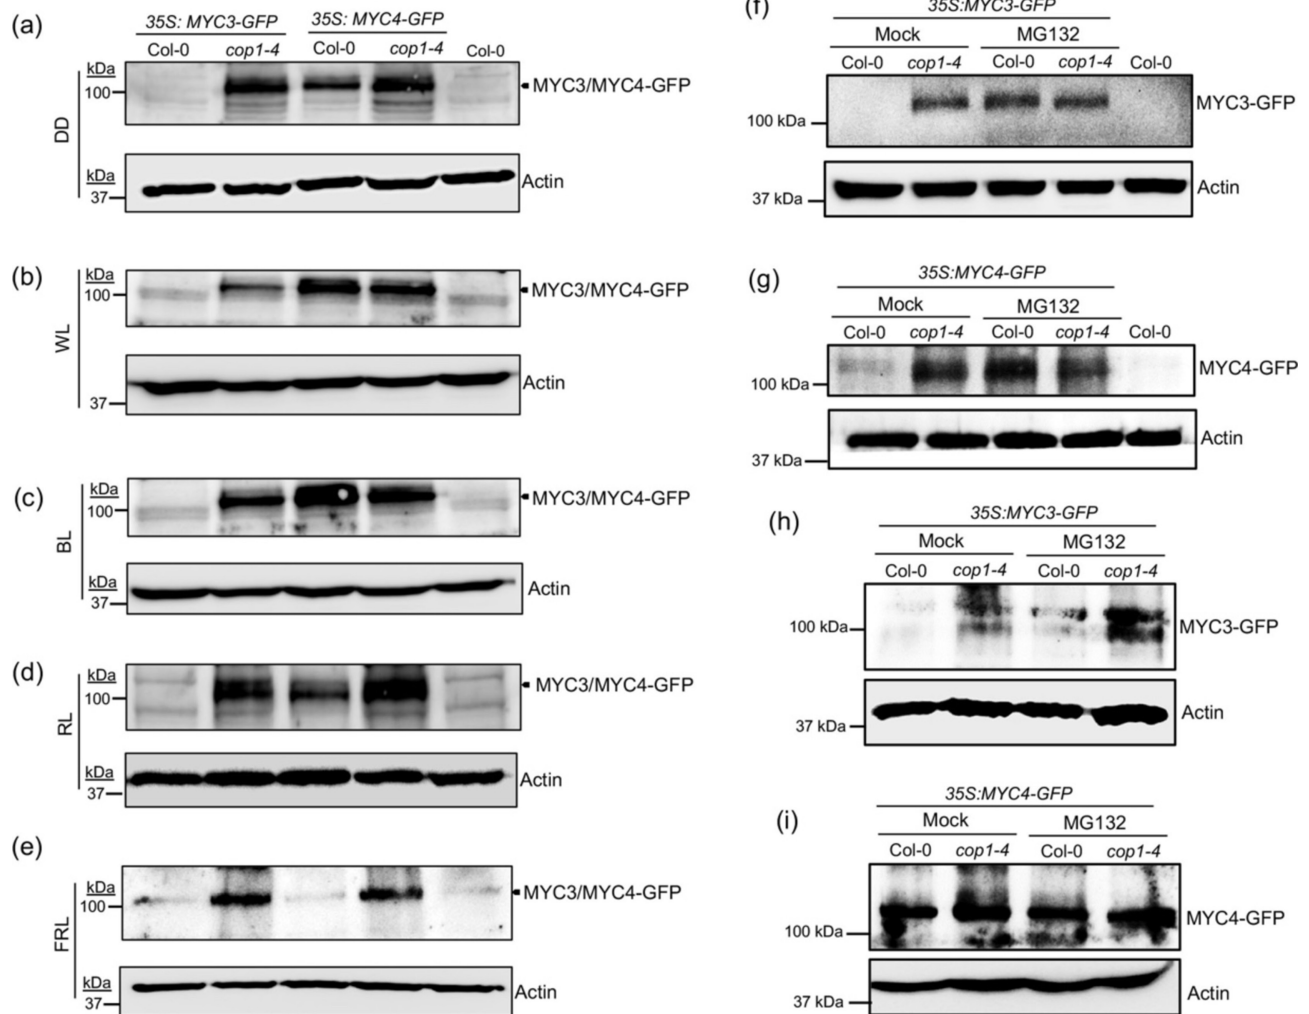 (a)
35S: MYC3-GFP 35S: MYC4-GFP
Col-0 cop1-4 Col-0 cop1-4 Col-0
kDa
100
MYC3/MYC4-GFP
DD
kDa
37
Actin
(b)
kDa
100
MYC3/MYC4-GFP
WL
37
Actin
(c)
kDa
100
MYC3/MYC4-GFP
BL
kDa
37
Actin
(d)
kDa
100
MYC3/MYC4-GFP
RL
kDa
37
Actin
(e)
kDa
100
MYC3/MYC4-GFP
FRL
kDa
37
Actin
(f)
35S:MYC3-GFP
Mock MG132
Col-0 cop1-4 Col-0 cop1-4 Col-0
100 kDa
MYC3-GFP
37 kDa
Actin
(g)
35S:MYC4-GFP
Mock MG132
Col-0 cop1-4 Col-0 cop1-4 Col-0
100 kDa
MYC4-GFP
37 kDa
Actin
(h)
35S:MYC3-GFP
Mock MG132
Col-0 cop1-4 Col-0 cop1-4
100 kDa
MYC3-GFP
37 kDa
Actin
(i)
35S:MYC4-GFP
Mock MG132
Col-0 cop1-4 Col-0 cop1-4
100 kDa
MYC4-GFP
37 kDa
Actin